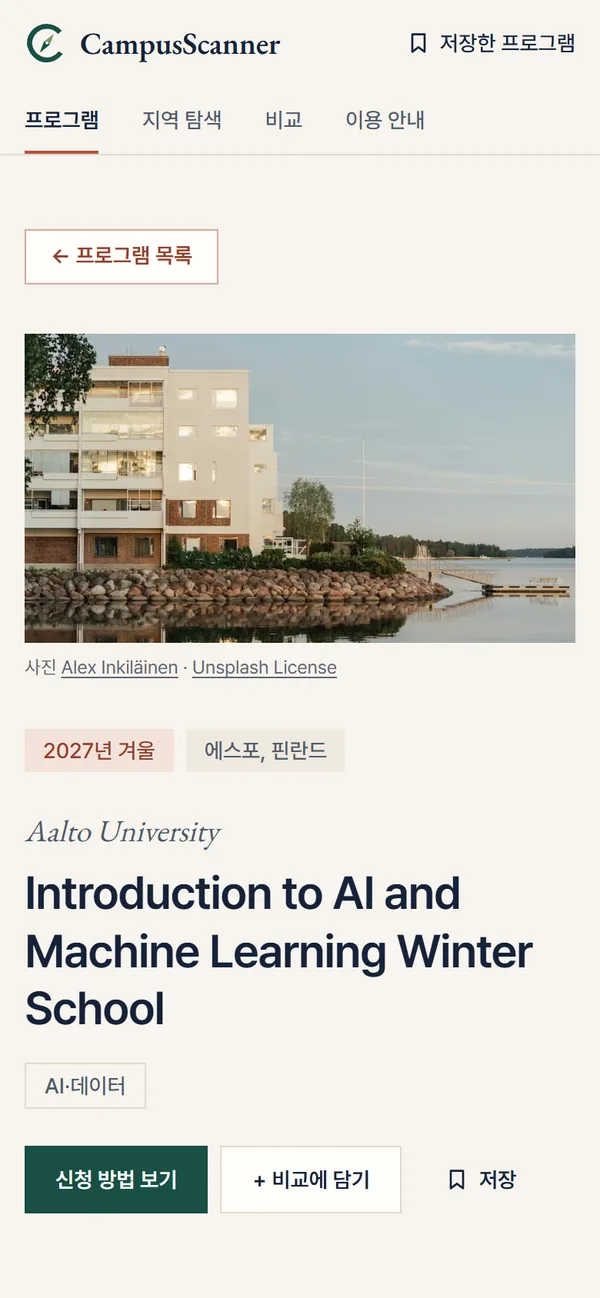 CampusScanner
저장한 프로그램
프로그램
지역 탐색
비교
이용 안내
← 프로그램 목록
사진 Alex Inkiläinen · Unsplash License
2027년 겨울
에스포, 핀란드
Aalto University
Introduction to AI and
Machine Learning Winter
School
AI·데이터
신청 방법 보기
+ 비교에 담기
저장